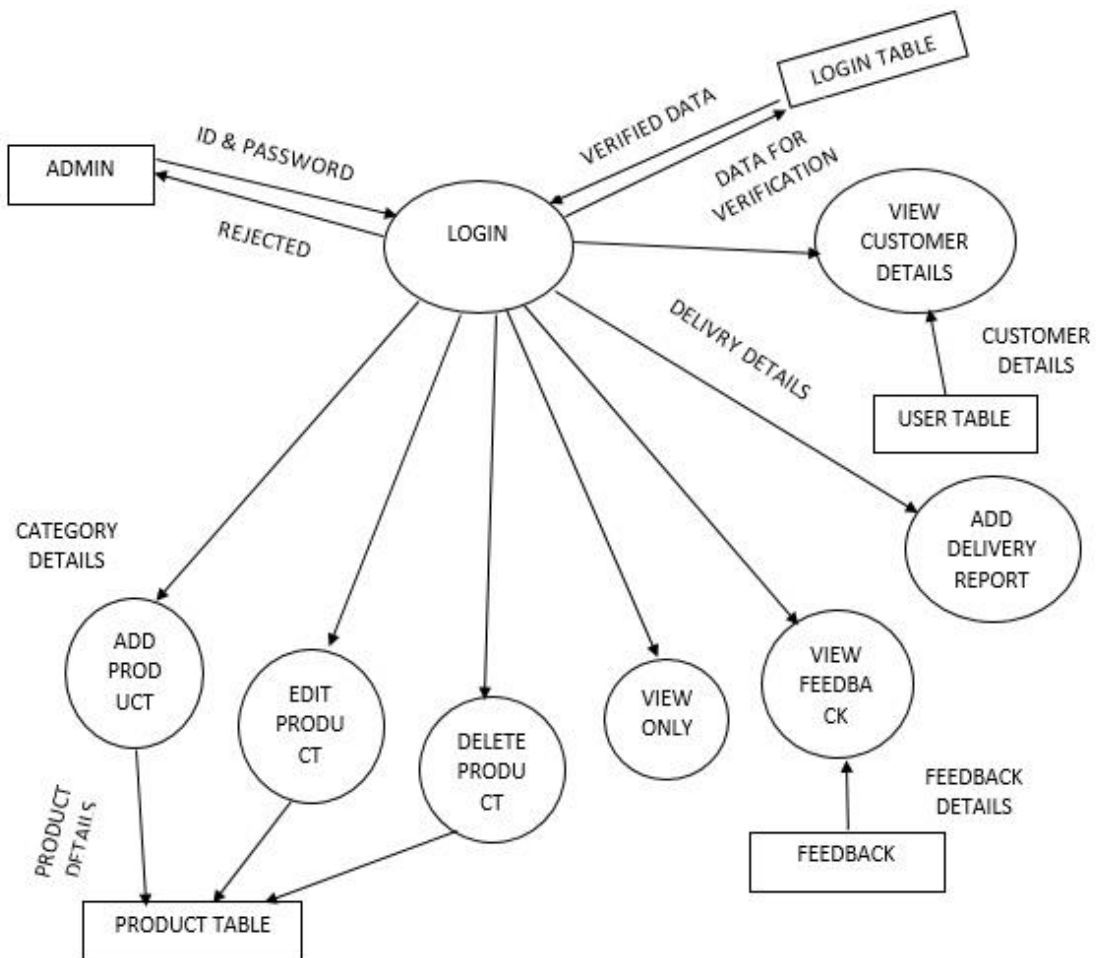 LOGIN TABLE
VERIFIED DATA
ID & PASSWORD
DATA FOR
VERIFICATION
ADMIN
REJECTED
LOGIN
VIEW
CUSTOMER
DETAILS
DELIVRY DETAILS
CUSTOMER
DETAILS
USER TABLE
CATEGORY
DETAILS
ADD
DELIVERY
REPORT
ADD
PROD
UCT
EDIT
PRODU
CT
DELETE
PRODU
CT
VIEW
ONLY
VIEW
FEEDBA
CK
PRODUCT
DETAILS
FEEDBACK
DETAILS
FEEDBACK
PRODUCT TABLE